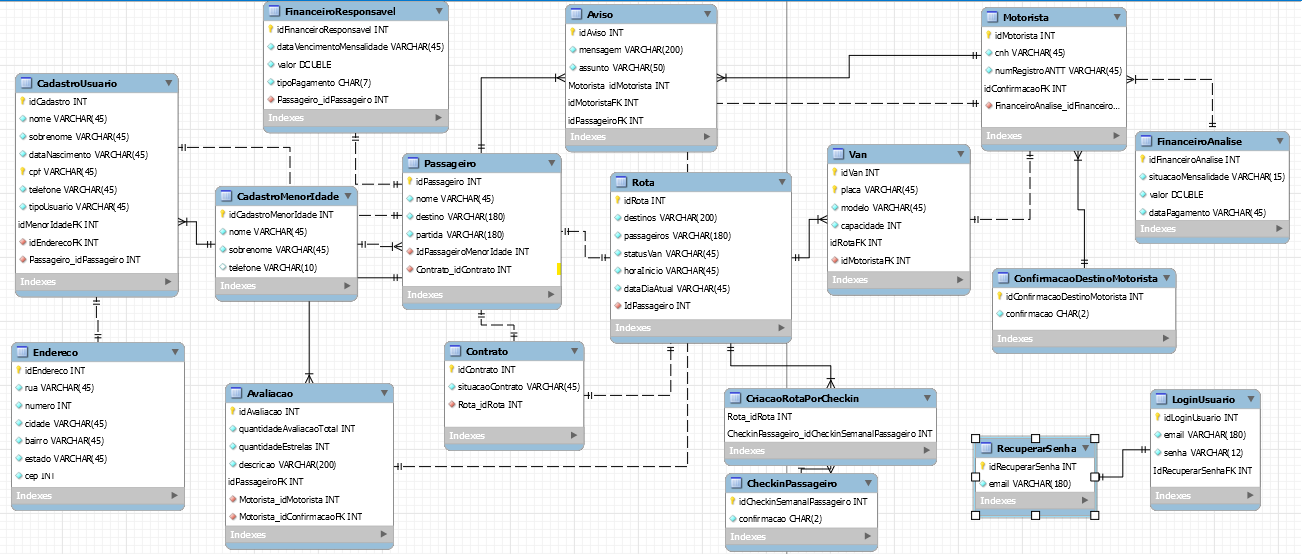 FinanceiroResponsavel
idFinanceiroResponsavel INT
dataVencimentoMensalidade VARCHAR(45)
valor DOUBLE
tipoPagamento CHAR(7)
Passageiro_idPassageiro INT
Indexes
Aviso
idAviso INT
mensagem VARCHAR(200)
assunto VARCHAR(50)
Motorista idMotorista INT
idMotoristaFK INT
idPassageiroFK INT
Indexes
Motorista
idMotorista INT
cnh VARCHAR(45)
numRegistroANTT VARCHAR(45)
idConfirmacaoFK INT
FinanceiroAnalise_idFinanceiro...
Indexes
CadastroUsuario
idCadastro INT
nome VARCHAR(45)
sobrenome VARCHAR(45)
dataNascimento VARCHAR(45)
cpf VARCHAR(45)
telefone VARCHAR(45)
tipoUsuario VARCHAR(45)
idMenorIdadeFK INT
idEnderecoFK INT
Passageiro_idPassageiro INT
Indexes
CadastroMenorIdade
idCadastroMenorIdade INT
nome VARCHAR(45)
sobrenome VARCHAR(45)
telefone VARCHAR(10)
Indexes
Passageiro
idPassageiro INT
nome VARCHAR(45)
destino VARCHAR(180)
partida VARCHAR(180)
IdPassageiroMenorIdade INT
Contrato_idContrato INT
Indexes
Rota
idRota INT
destinos VARCHAR(200)
passageiros VARCHAR(180)
statusVan VARCHAR(45)
horaInicio VARCHAR(45)
dataDiaAtual VARCHAR(45)
IdPassageiro INT
Indexes
Van
idVan INT
placa VARCHAR(45)
modelo VARCHAR(45)
capacidade INT
idRotaFK INT
idMotoristaFK INT
Indexes
FinanceiroAnalise
idFinanceiroAnalise INT
situacaoMensalidade VARCHAR(15)
valor DOUBLE
dataPagamento VARCHAR(45)
Indexes
ConfirmacaoDestinoMotorista
idConfirmacaoDestinoMotorista INT
confirmacao CHAR(2)
Indexes
Endereco
idEndereco INT
rua VARCHAR(45)
numero INT
cidade VARCHAR(45)
bairro VARCHAR(45)
estado VARCHAR(45)
cep INT
Indexes
Avaliacao
idAvaliacao INT
quantidadeAvaliacaoTotal INT
quantidadeEstrelas INT
descricao VARCHAR(200)
idPassageiroFK INT
Motorista_idMotorista INT
Motorista_idConfirmacaoFK INT
Indexes
Contrato
idContrato INT
situacaoContrato VARCHAR(45)
Rota_idRota INT
Indexes
CriacaoRotaPorCheckin
Rota_idRota INT
CheckinPassageiro_idCheckinSemanalPassageiro INT
Indexes
CheckinPassageiro
idCheckinSemanalPassageiro INT
confirmacao CHAR(2)
Indexes
RecuperarSenha
idRecuperarSenha INT
email VARCHAR(180)
Indexes
LoginUsuario
idLoginUsuario INT
email VARCHAR(180)
senha VARCHAR(12)
IdRecuperarSenhaFK INT
Indexes